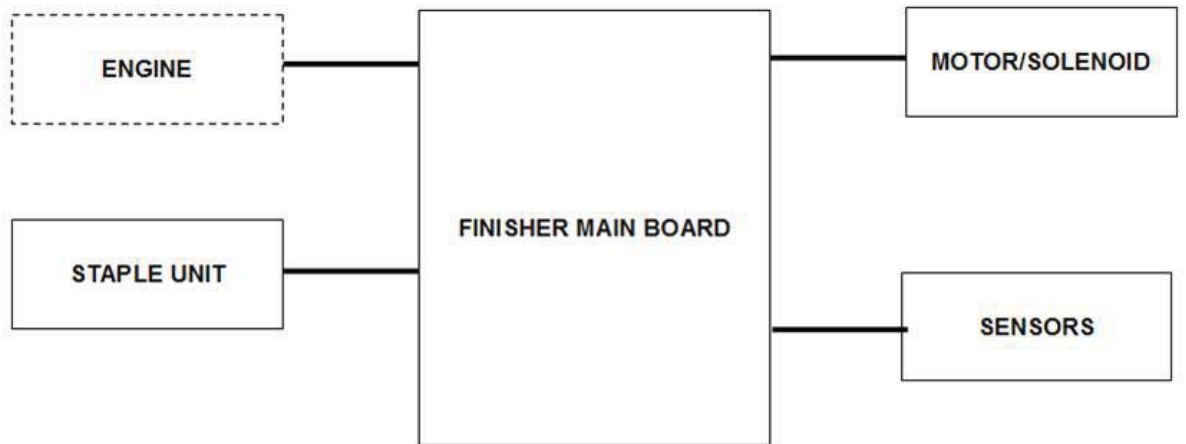 ENGINE
MOTOR/SOLENOID
FINISHER MAIN BOARD
STAPLE UNIT
SENSORS